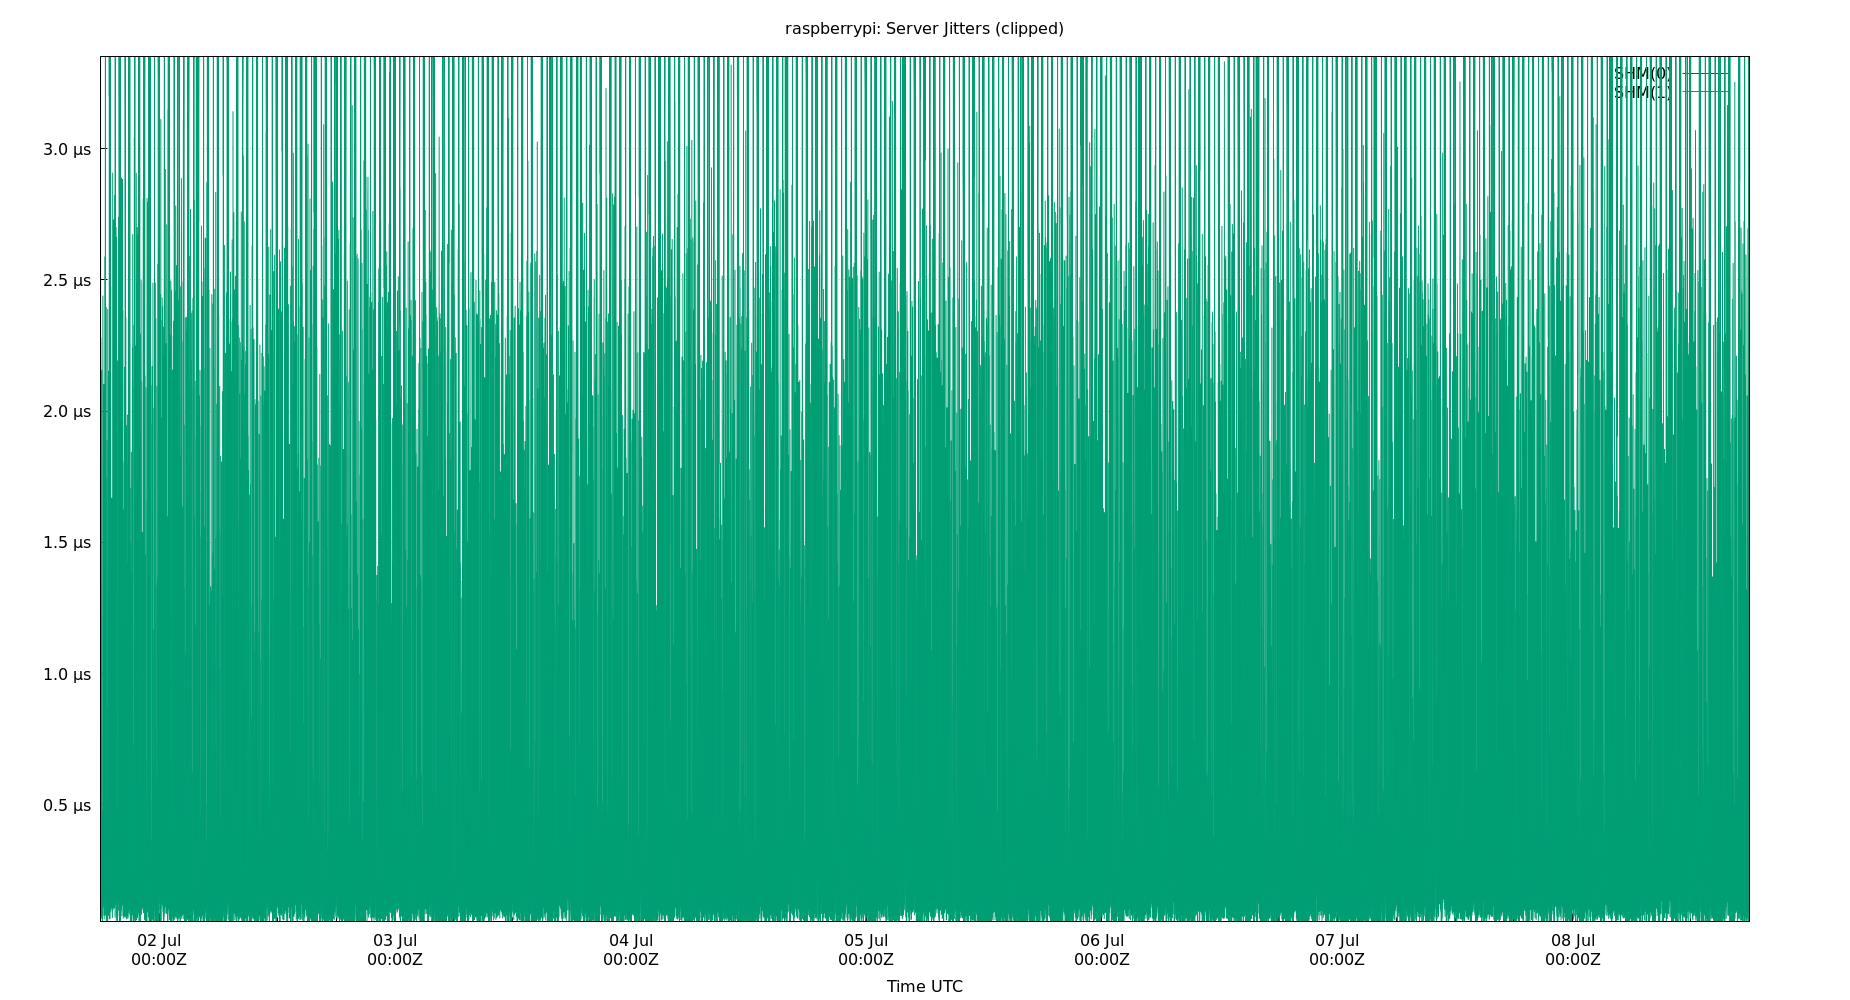 raspberrypi: Server Jitters (clipped)
SHM(0)
SHM(1)
3.0 µs
2.5 µs
2.0 µs
1.5 µs
1.0 µs
0.5 µs
02 Jul 03 Jul 04 Jul 05 Jul 06 Jul 07 Jul 08 Jul
00:00Z 00:00Z 00:00Z 00:00Z 00:00Z 00:00Z 00:00Z
Time UTC